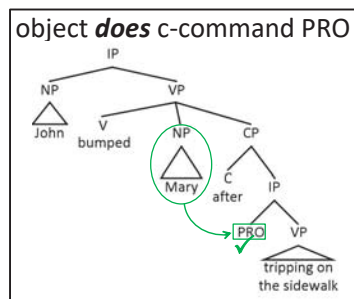 object does c-command PRO
IP
NP VP
John V NP CP
bumped
Mary C IP
after
PRO VP
tripping on
the sidewalk